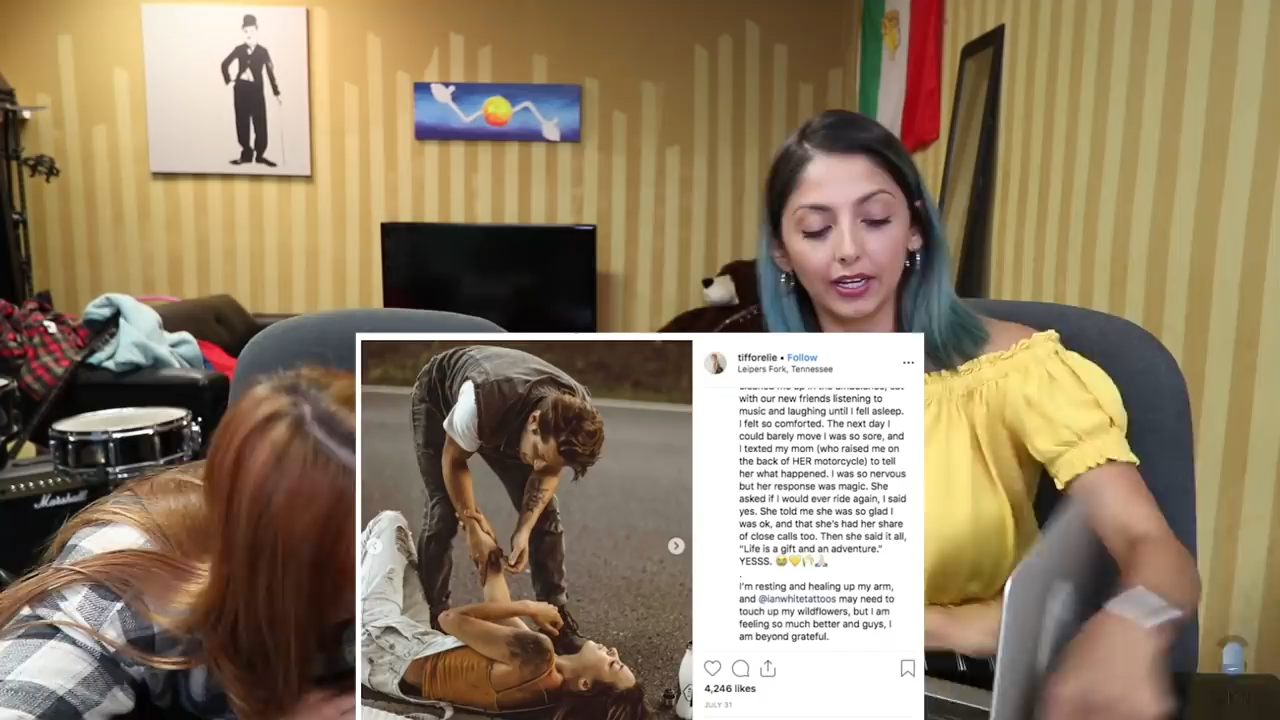 tifforelie • Follow
Leipers Fork, Tennessee
with our new friends listening to
music and laughing until I fell asleep.
I felt so comforted. The next day I
could barely move I was so sore, and
I texted my mom (who raised me on
the back of HER motorcycle) to tell
her what happened. I was so nervous
but her response was magic. She
asked if I would ever ride again, I said
yes. She told me she was so glad I
was ok, and that she's had her share
of close calls too. Then she said it all,
"Life is a gift and an adventure."
YESSS. 😭💛🙌🏻🙏🏻
.
I'm resting and healing up my arm,
and @ianwhitetattoos may need to
touch up my wildflowers, but I am
feeling so much better and guys, I
am beyond grateful.
4,246 likes
JULY 31
Marshall